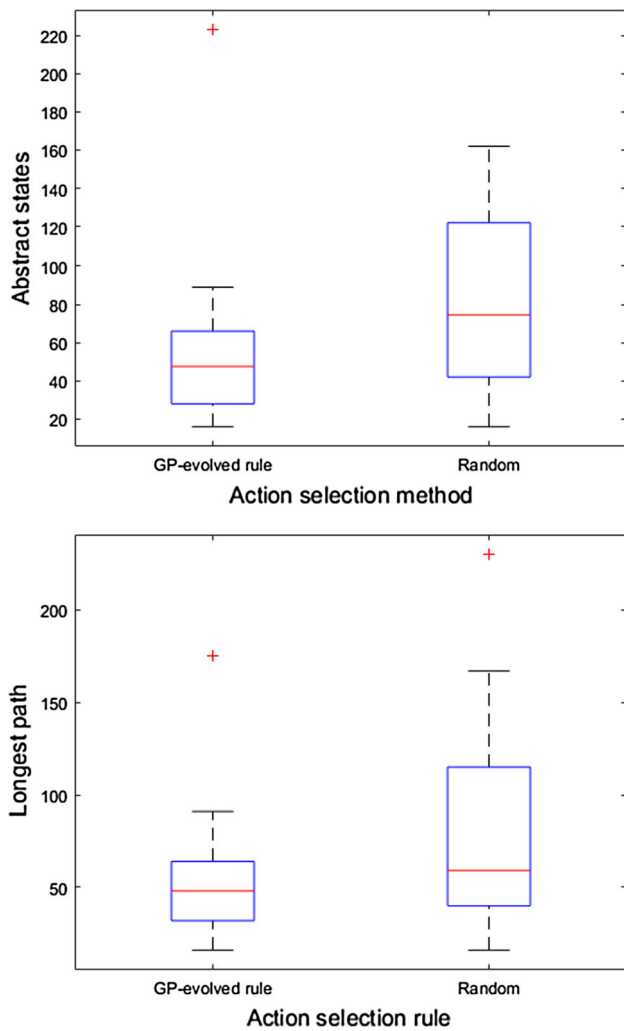 220
200
180
160
140
120
100
80
60
40
20
Abstract states
GP-evolved rule Random
Action selection method
200
150
100
50
Longest path
GP-evolved rule Random
Action selection rule